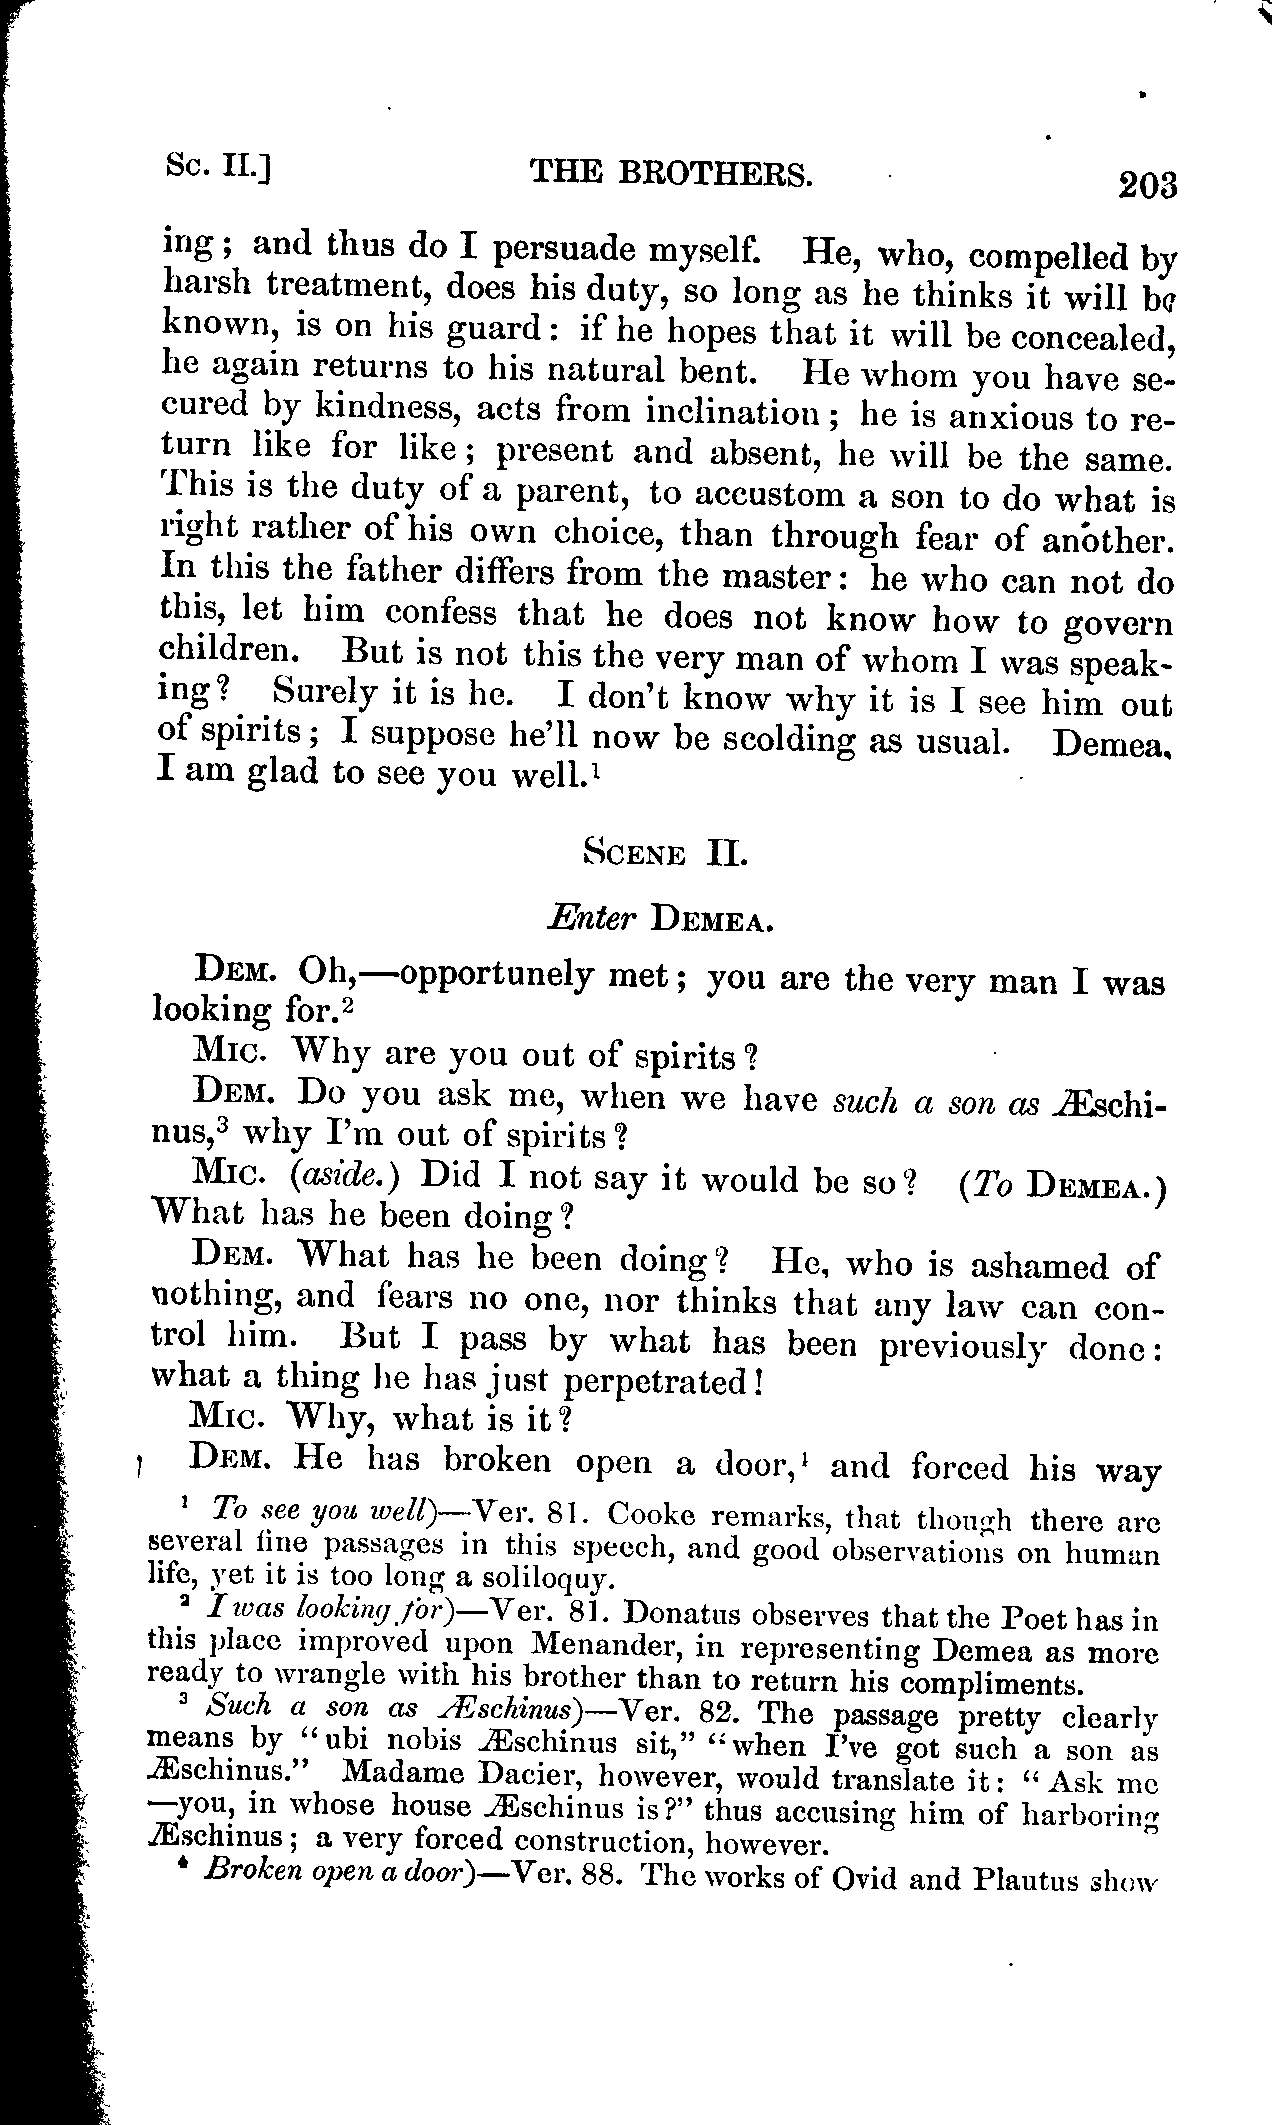 Sc. II.] THE BROTHERS. 203
ing; and thus do I persuade myself. He, who, compelled by
harsh treatment, does his duty, so long as he thinks it will be
known, is on his guard: if he hopes that it will be concealed,
he again returns to his natural bent. He whom you have se-
cured by kindness, acts from inclination; he is anxious to re-
turn like for like; present and absent, he will be the same.
This is the duty of a parent, to accustom a son to do what is
right rather of his own choice, than through fear of another.
In this the father differs from the master: he who can not do
this, let him confess that he does not know how to govern
children. But is not this the very man of whom I was speak-
ing? Surely it is he. I don't know why it is I see him out
of spirits; I suppose he'll now be scolding as usual. Demea,
I am glad to see you well.¹
SCENE II.
Enter DEMEA.
DEM. Oh,—opportunely met; you are the very man I was
looking for.²
MIC. Why are you out of spirits?
DEM. Do you ask me, when we have such a son as Æschi-
nus,³ why I'm out of spirits?
MIC. (aside.) Did I not say it would be so? (To DEMEA.)
What has he been doing?
DEM. What has he been doing? He, who is ashamed of
nothing, and fears no one, nor thinks that any law can con-
trol him. But I pass by what has been previously done:
what a thing he has just perpetrated!
MIC. Why, what is it?
DEM. He has broken open a door,¹ and forced his way
¹ To see you well)—Ver. 81. Cooke remarks, that though there are
several fine passages in this speech, and good observations on human
life, yet it is too long a soliloquy.
² I was looking for)—Ver. 81. Donatus observes that the Poet has in
this place improved upon Menander, in representing Demea as more
ready to wrangle with his brother than to return his compliments.
³ Such a son as Æschinus)—Ver. 82. The passage pretty clearly
means by "ubi nobis Æschinus sit," "when I've got such a son as
Æschinus." Madame Dacier, however, would translate it: "Ask me
—you, in whose house Æschinus is?" thus accusing him of harboring
Æschinus; a very forced construction, however.
⁴ Broken open a door)—Ver. 88. The works of Ovid and Plautus show